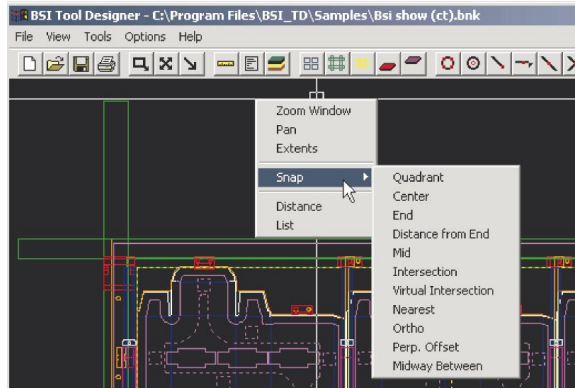 BSI Tool Designer - C:\Program Files\BSI_TD\Samples\Bsi show (ct).bnk
File View Tools Options Help
Zoom Window
Pan
Extents
Snap
Distance
List
Quadrant
Center
End
Distance from End
Mid
Intersection
Virtual Intersection
Nearest
Ortho
Perp. Offset
Midway Between